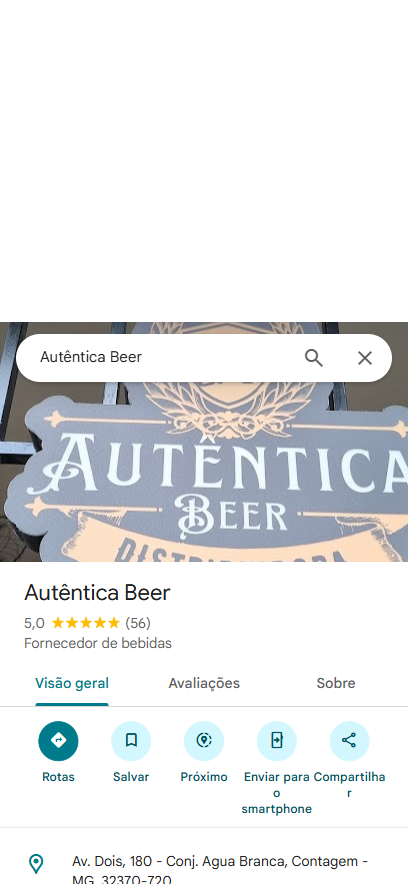 Autêntica Beer
AUTÊNTICA
BEER
DISTRIBUIDORA
Autêntica Beer
5,0 (56)
Fornecedor de bebidas
Visão geral Avaliações Sobre
Rotas Salvar Próximo Enviar para o smartphone Compartilhar
Av. Dois, 180 - Conj. Agua Branca, Contagem -
MG, 32370-720